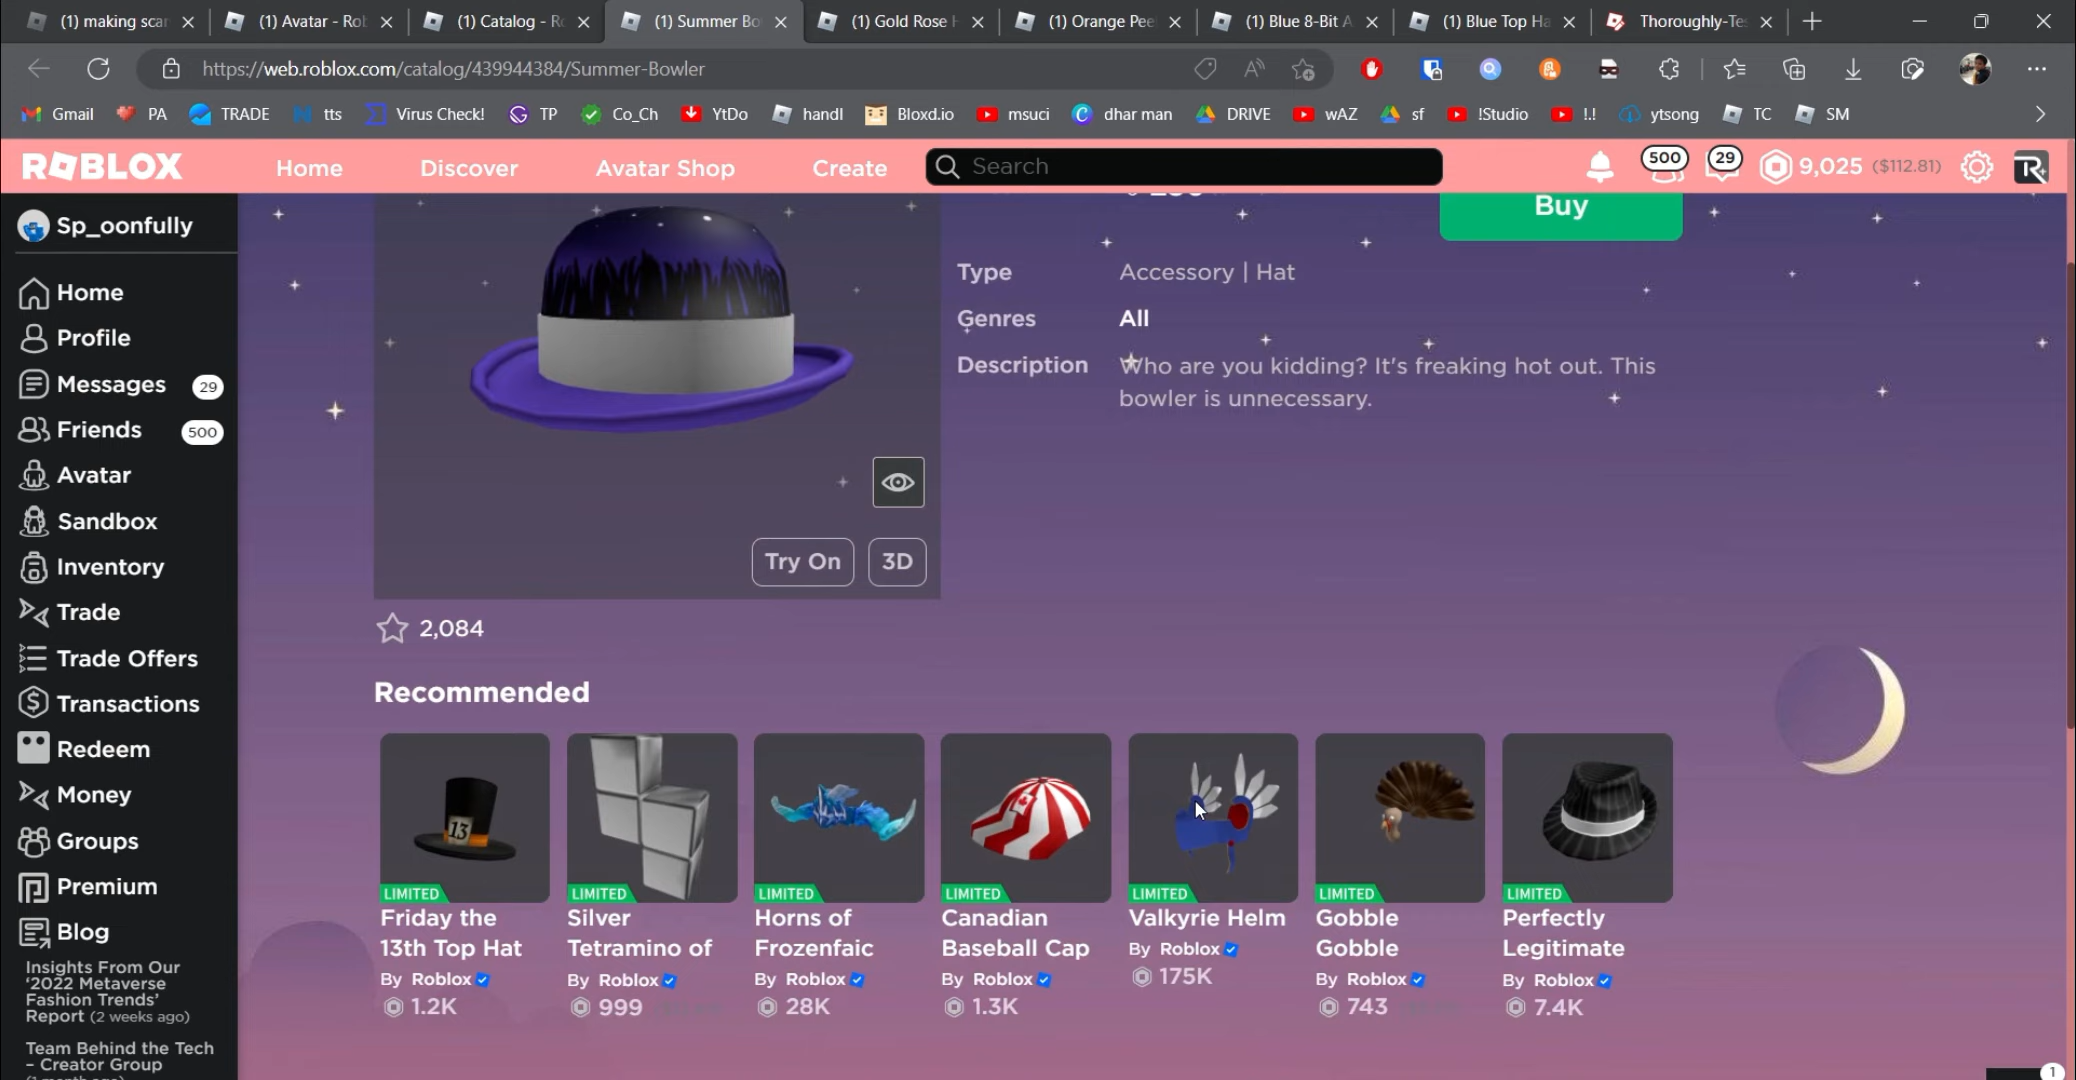 (1) making scar
(1) Avatar - Rob
(1) Catalog - Ro
(1) Summer Bo
(1) Gold Rose H
(1) Orange Pee
(1) Blue 8-Bit A
(1) Blue Top Ha
Thoroughly-Te
https://web.roblox.com/catalog/439944384/Summer-Bowler
Gmail PA TRADE tts Virus Check! TP Co_Ch YtDo handl Bloxd.io msuci dhar man DRIVE wAZ sf !Studio !.! ytsong TC SM
ROBLOX Home Discover Avatar Shop Create Search 500 29 9,025 ($112.81)
Sp_oonfully
Home
Profile
Messages 29
Friends 500
Avatar
Sandbox
Inventory
Trade
Trade Offers
Transactions
Redeem
Money
Groups
Premium
Blog
Insights From Our
‘2022 Metaverse
Fashion Trends’
Report (2 weeks ago)
Team Behind the Tech
– Creator Group
Buy
Type Accessory | Hat
Genres All
Description Who are you kidding? It's freaking hot out. This
bowler is unnecessary.
Try On 3D
2,084
Recommended
13
LIMITED
Friday the
13th Top Hat
By Roblox
1.2K
LIMITED
Silver
Tetramino of
By Roblox
999
LIMITED
Horns of
Frozenfaic
By Roblox
28K
LIMITED
Canadian
Baseball Cap
By Roblox
1.3K
LIMITED
Valkyrie Helm
By Roblox
175K
LIMITED
Gobble
Gobble
By Roblox
743
LIMITED
Perfectly
Legitimate
By Roblox
7.4K
1